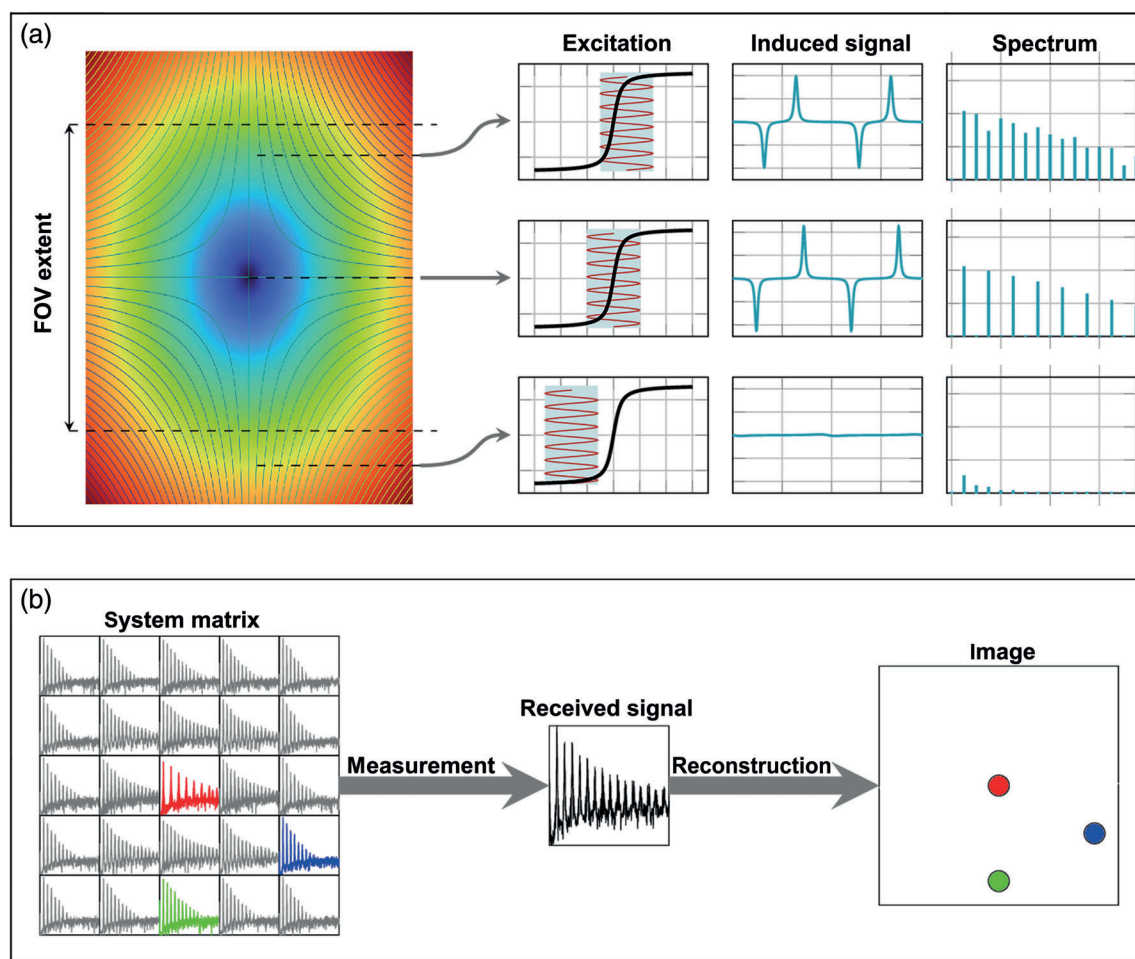 (a)
Excitation
Induced signal
Spectrum
FOV extent
(b)
System matrix
Measurement
Received signal
Reconstruction
Image